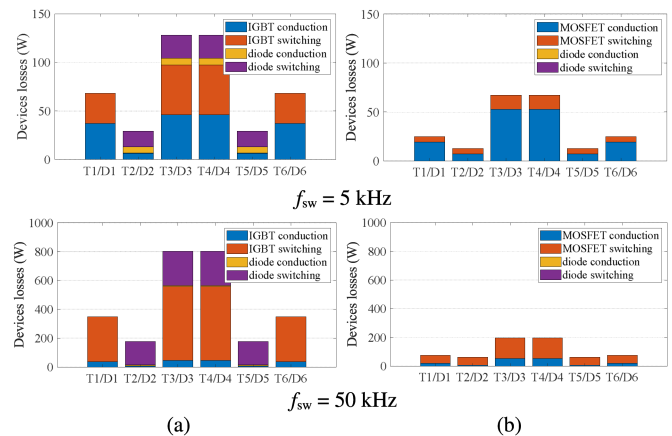 Devices losses (W)
150
100
50
0
IGBT conduction
IGBT switching
diode conduction
diode switching
T1/D1 T2/D2 T3/D3 T4/D4 T5/D5 T6/D6
Devices losses (W)
150
100
50
0
MOSFET conduction
MOSFET switching
diode conduction
diode switching
T1/D1 T2/D2 T3/D3 T4/D4 T5/D5 T6/D6
fsw = 5 kHz
Devices losses (W)
1000
800
600
400
200
0
IGBT conduction
IGBT switching
diode conduction
diode switching
T1/D1 T2/D2 T3/D3 T4/D4 T5/D5 T6/D6
Devices losses (W)
1000
800
600
400
200
0
MOSFET conduction
MOSFET switching
diode conduction
diode switching
T1/D1 T2/D2 T3/D3 T4/D4 T5/D5 T6/D6
fsw = 50 kHz
(a)
(b)